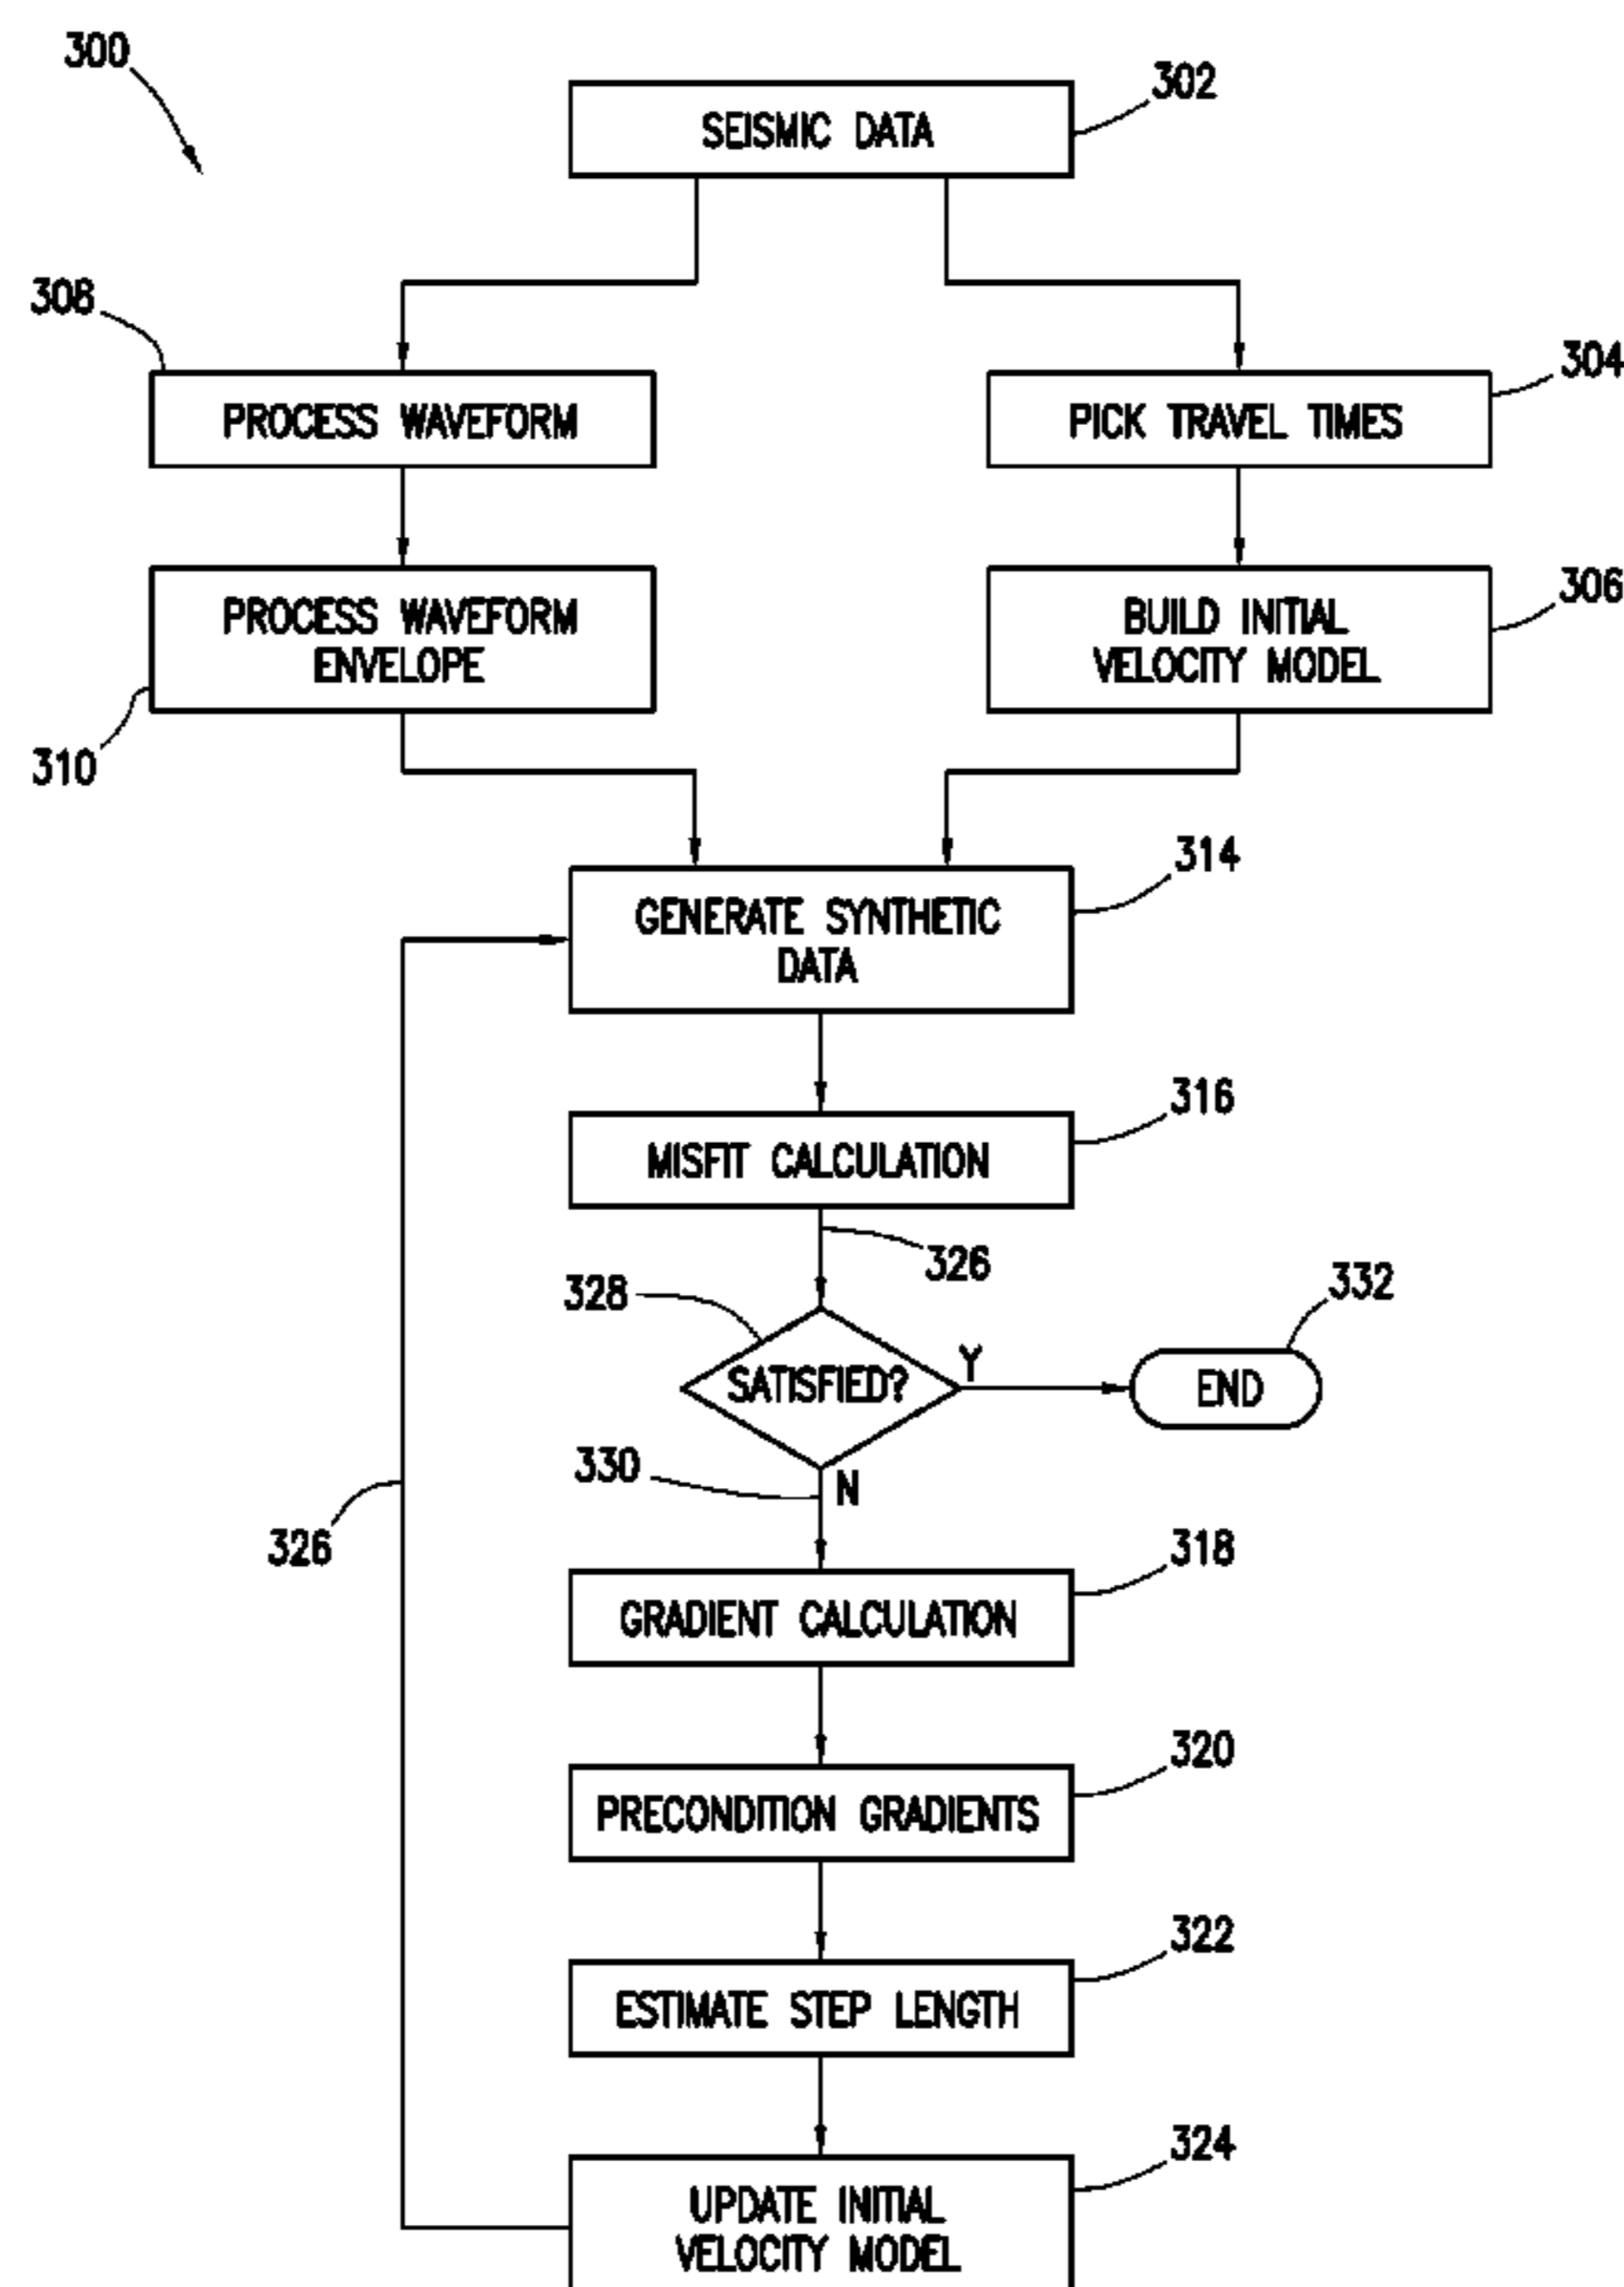 300
302
SEISMIC DATA
308
304
PROCESS WAVEFORM
PICK TRAVEL TIMES
306
PROCESS WAVEFORM
ENVELOPE
BUILD INITIAL
VELOCITY MODEL
310
314
GENERATE SYNTHETIC
DATA
316
MISFIT CALCULATION
326
328
332
SATISFIED?
Y
END
330
N
326
318
GRADIENT CALCULATION
320
PRECONDITION GRADIENTS
322
ESTIMATE STEP LENGTH
324
UPDATE INITIAL
VELOCITY MODEL